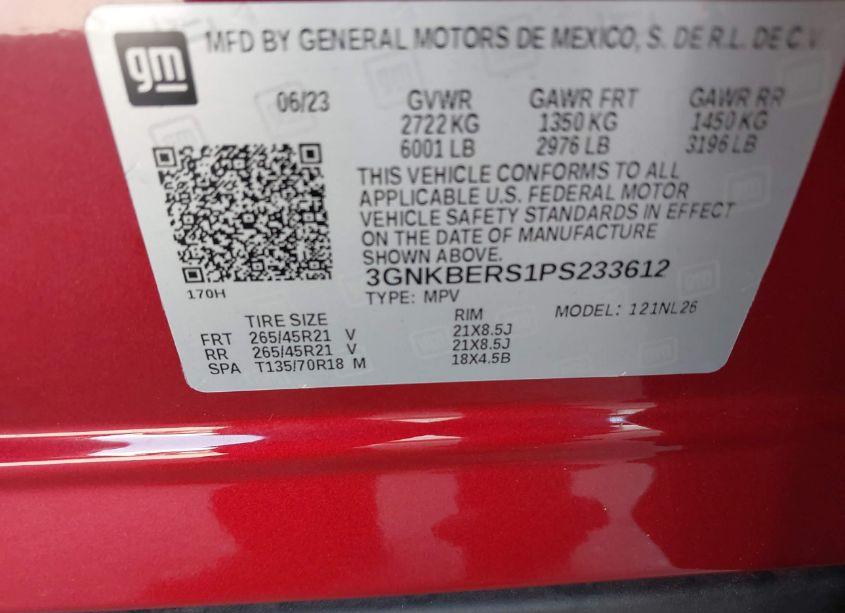 gm
MFD BY GENERAL MOTORS DE MEXICO, S. DE R.L. DE C.V.
06/23 GVWR GAWR FRT GAWR RR
2722 KG 1350 KG 1450 KG
6001 LB 2976 LB 3196 LB
THIS VEHICLE CONFORMS TO ALL
APPLICABLE U.S. FEDERAL MOTOR
VEHICLE SAFETY STANDARDS IN EFFECT
ON THE DATE OF MANUFACTURE
SHOWN ABOVE.
3GNKBERS1PS233612
170H
TYPE: MPV MODEL: 121NL26
TIRE SIZE RIM
FRT 265/45R21 V 21X8.5J
RR 265/45R21 V 21X8.5J
SPA T135/70R18 M 18X4.5B